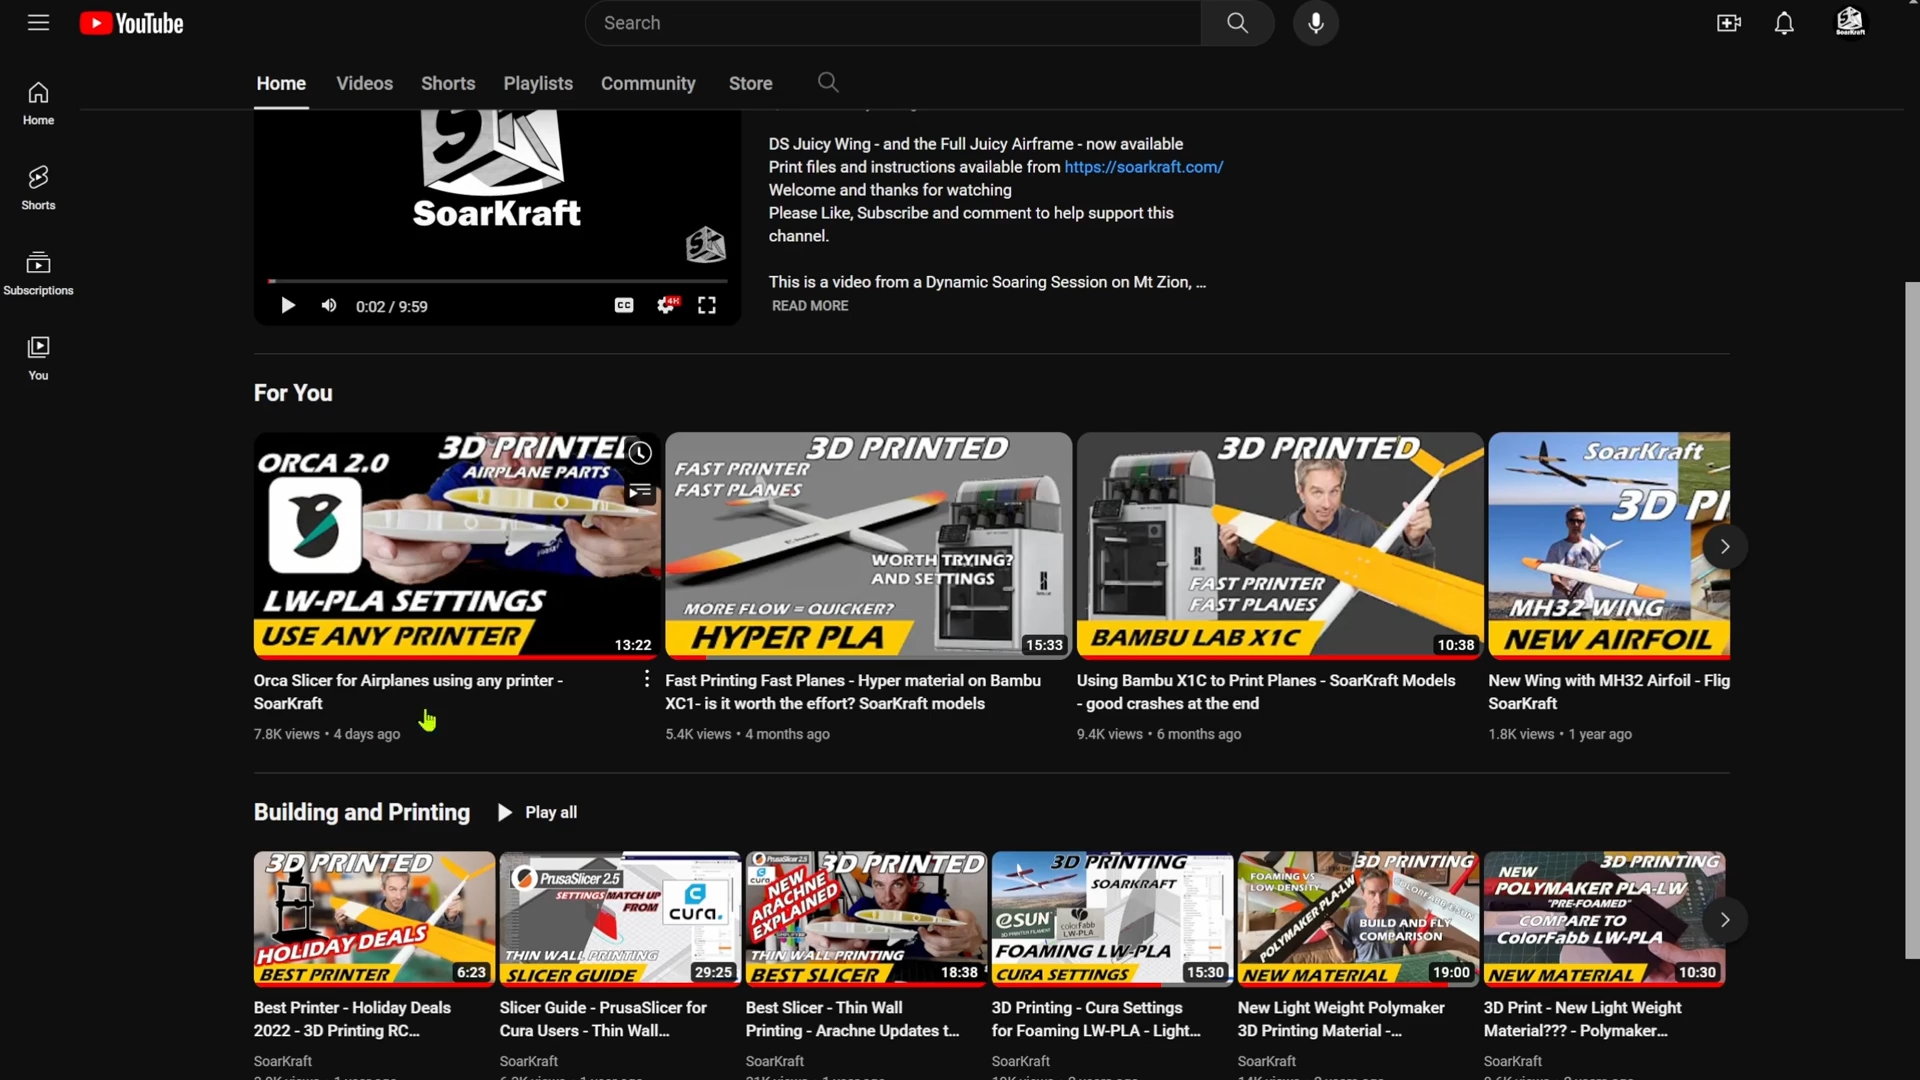 YouTube
Search
SoarKraft
Home
Videos
Shorts
Playlists
Community
Store
Home
Shorts
Subscriptions
You
SK
SoarKraft
SK
0:02 / 9:59
CC
4K
DS Juicy Wing - and the Full Juicy Airframe - now available
Print files and instructions available from https://soarkraft.com/
Welcome and thanks for watching
Please Like, Subscribe and comment to help support this
channel.
This is a video from a Dynamic Soaring Session on Mt Zion, ...
READ MORE
For You
ORCA 2.0
3D PRINTED
AIRPLANE PARTS
LW-PLA SETTINGS
USE ANY PRINTER
13:22
Orca Slicer for Airplanes using any printer -
SoarKraft
7.8K views • 4 days ago
3D PRINTED
FAST PRINTER
FAST PLANES
WORTH TRYING?
AND SETTINGS
MORE FLOW = QUICKER?
HYPER PLA
15:33
Fast Printing Fast Planes - Hyper material on Bambu
XC1- is it worth the effort? SoarKraft models
5.4K views • 4 months ago
3D PRINTED
FAST PRINTER
FAST PLANES
BAMBU LAB X1C
10:38
Using Bambu X1C to Print Planes - SoarKraft Models
- good crashes at the end
9.4K views • 6 months ago
SoarKraft
3D PI
MH32 WING
NEW AIRFOIL
New Wing with MH32 Airfoil - Flig
SoarKraft
1.8K views • 1 year ago
Building and Printing
Play all
3D PRINTED
HOLIDAY DEALS
BEST PRINTER
6:23
Best Printer - Holiday Deals
2022 - 3D Printing RC...
SoarKraft
PrusaSlicer 2.5
SETTINGS MATCH UP
FROM
cura.
THIN WALL PRINTING
SLICER GUIDE
29:25
Slicer Guide - PrusaSlicer for
Cura Users - Thin Wall...
SoarKraft
PrusaSlicer 2.5
cura
3D PRINTED
NEW
ARACHNE
EXPLAINED
THIN WALL PRINTING
BEST SLICER
18:38
Best Slicer - Thin Wall
Printing - Arachne Updates t...
SoarKraft
3D PRINTING
SOARKRAFT
eSUN
colorFabb
LW-PLA
FOAMING LW-PLA
CURA SETTINGS
15:30
3D Printing - Cura Settings
for Foaming LW-PLA - Light...
SoarKraft
3D PRINTING
FOAMING VS
LOW-DENSITY
POLYMAKER PLA-LW
BUILD AND FLY
COMPARISON
NEW MATERIAL
19:00
New Light Weight Polymaker
3D Printing Material -...
SoarKraft
3D PRINTING
NEW
POLYMAKER PLA-LW
"PRE-FOAMED"
COMPARE TO
ColorFabb LW-PLA
NEW MATERIAL
10:30
3D Print - New Light Weight
Material??? - Polymaker...
SoarKraft